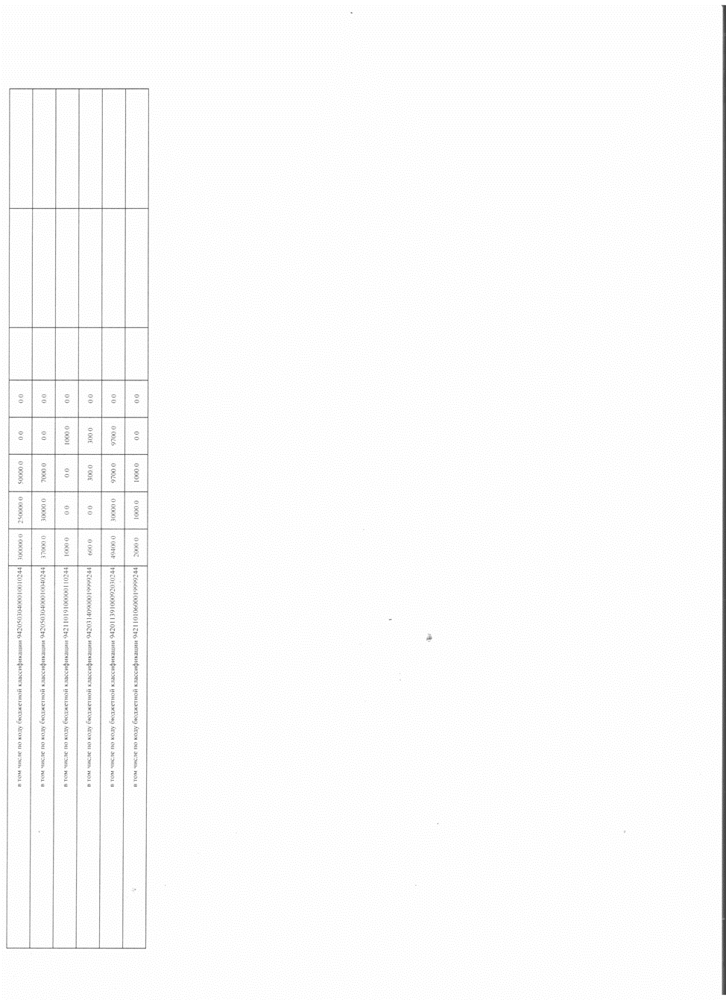 в том числе по коду бюджетной классификации 94205030400010010244 300000.0 250000.0 50000.0 0.0 0.0
в том числе по коду бюджетной классификации 94205030400010040244 37000.0 30000.0 7000.0 0.0 0.0
в том числе по коду бюджетной классификации 94211019100000110244 1000.0 0.0 0.0 1000.0 0.0
в том числе по коду бюджетной классификации 94203140900019999244 600.0 0.0 300.0 300.0 0.0
в том числе по коду бюджетной классификации 94201139100092030244 49400.0 30000.0 9700.0 9700.0 0.0
в том числе по коду бюджетной классификации 94211010600019999244 2000.0 1000.0 1000.0 0.0 0.0